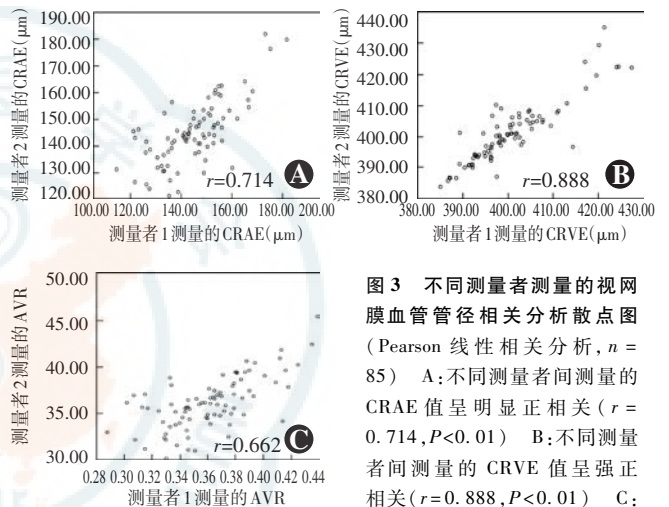 190.00
180.00
170.00
160.00
150.00
140.00
130.00
120.00
测量者2测量的CRAE(μm)
r=0.714 A
100.00 120.00 140.00 160.00 180.00 200.00
测量者1测量的CRAE(μm)
440.00
430.00
420.00
410.00
400.00
390.00
380.00
测量者2测量的CRVE(μm)
r=0.888 B
380.00 390.00 400.00 410.00 420.00 430.00
测量者1测量的CRVE(μm)
50.00
45.00
40.00
35.00
30.00
测量者2测量的AVR
r=0.662 C
0.28 0.30 0.32 0.34 0.36 0.38 0.40 0.42 0.44
测量者1测量的AVR
图3 不同测量者测量的视网
膜血管管径相关分析散点图
(Pearson 线性相关分析,n=
85) A:不同测量者间测量的
CRAE 值呈明显正相关(r=
0.714,P<0.01) B:不同测量
者间测量的 CRVE 值呈强正
相关(r=0.888,P<0.01) C: